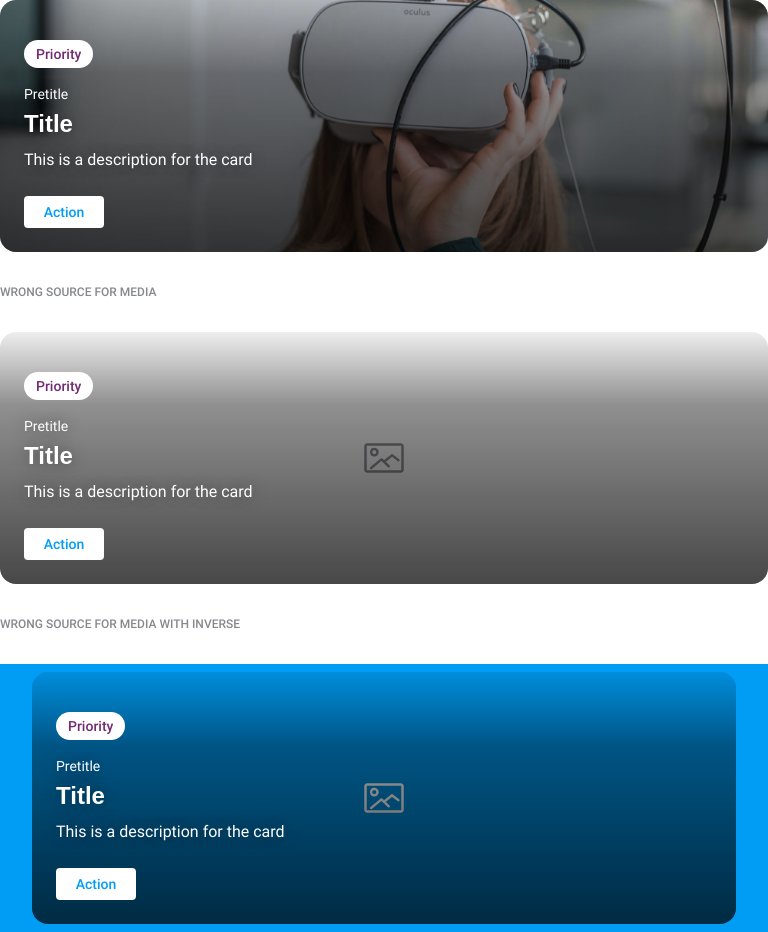 oculus
Priority
Pretitle
Title
This is a description for the card
Action
WRONG SOURCE FOR MEDIA
Priority
Pretitle
Title
This is a description for the card
Action
WRONG SOURCE FOR MEDIA WITH INVERSE
Priority
Pretitle
Title
This is a description for the card
Action